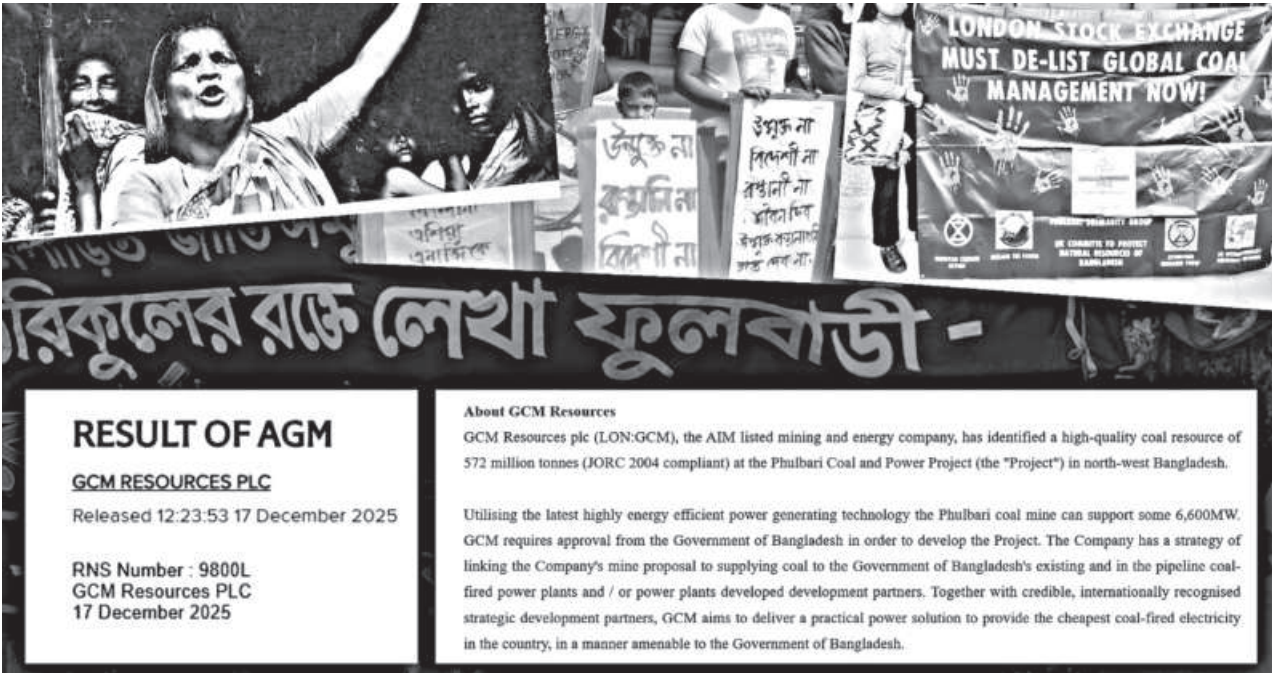 LONDON STOCK EXCHANGE
MUST DE-LIST GLOBAL COAL
MANAGEMENT NOW!
উন্মুক্ত না
রপ্তানি না
বিদেশী না
উন্মুক্ত না
বিদেশী না
রপ্তানী না
জীবন দিব
PHULBARI SOLIDARITY GROUP
UK COMMITTEE TO PROTECT
NATURAL RESOURCES OF
BANGLADESH
এশিয়া
এনার্জিকে
রক্তে লেখা ফুলবাড়ী -
RESULT OF AGM
GCM RESOURCES PLC
Released 12:23:53 17 December 2025
RNS Number : 9800L
GCM Resources PLC
17 December 2025
About GCM Resources
GCM Resources plc (LON:GCM), the AIM listed mining and energy company, has identified a high-quality coal resource of
572 million tonnes (JORC 2004 compliant) at the Phulbari Coal and Power Project (the "Project") in north-west Bangladesh.
Utilising the latest highly energy efficient power generating technology the Phulbari coal mine can support some 6,600MW.
GCM requires approval from the Government of Bangladesh in order to develop the Project. The Company has a strategy of
linking the Company's mine proposal to supplying coal to the Government of Bangladesh's existing and in the pipeline coal-
fired power plants and / or power plants developed development partners. Together with credible, internationally recognised
strategic development partners, GCM aims to deliver a practical power solution to provide the cheapest coal-fired electricity
in the country, in a manner amenable to the Government of Bangladesh.